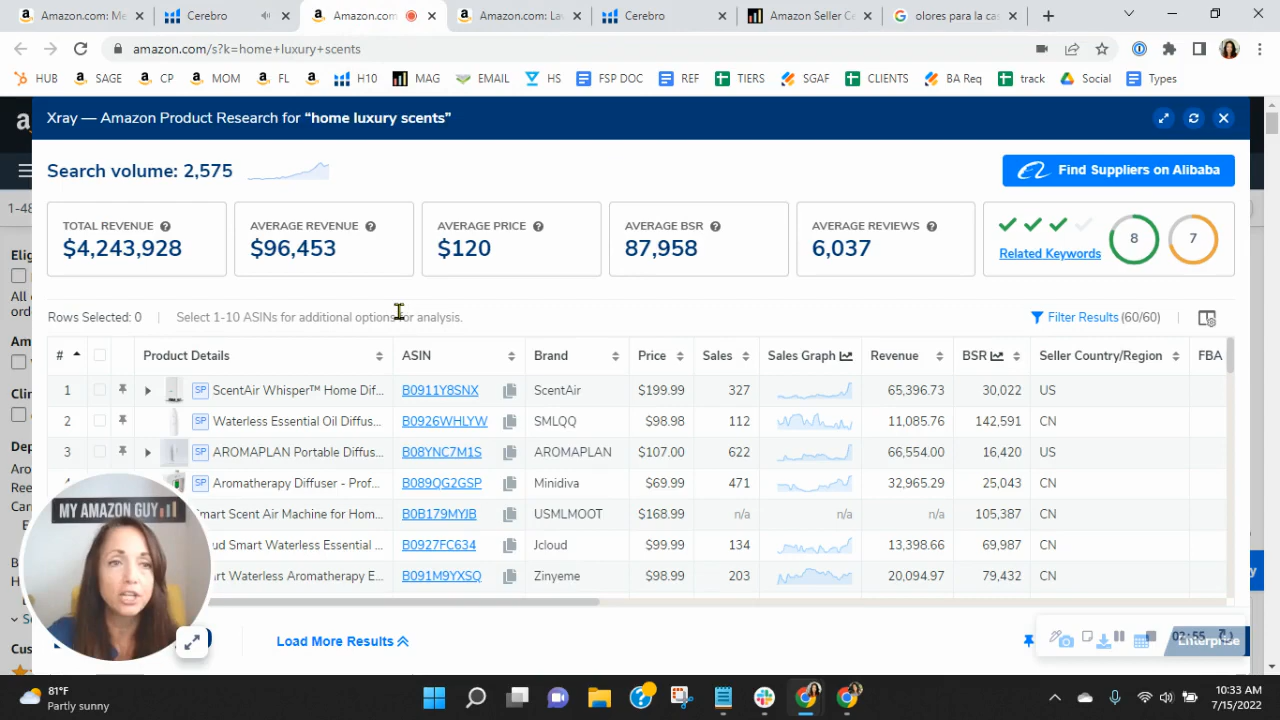 Amazon.com: Me
Cerebro
Amazon.com
Amazon.com: Lav
Cerebro
Amazon Seller Ce
olores para la cas
amazon.com/s?k=home+luxury+scents
HUB
SAGE
CP
MOM
FL
H10
MAG
EMAIL
HS
FSP DOC
REF
TIERS
SGAF
CLIENTS
BA Req
track
Social
Types
Xray — Amazon Product Research for “home luxury scents”
Search volume: 2,575
Find Suppliers on Alibaba
TOTAL REVENUE
$4,243,928
AVERAGE REVENUE
$96,453
AVERAGE PRICE
$120
AVERAGE BSR
87,958
AVERAGE REVIEWS
6,037
Related Keywords
8
7
Rows Selected: 0 | Select 1-10 ASINs for additional options for analysis.
Filter Results (60/60)
# Product Details ASIN Brand Price Sales Sales Graph Revenue BSR Seller Country/Region FBA
1 SP ScentAir Whisper™ Home Dif... B0911Y8SNX ScentAir $199.99 327 65,396.73 30,022 US
2 SP Waterless Essential Oil Diffus... B0926WHLYW SMLQQ $98.98 112 11,085.76 142,591 CN
3 SP AROMAPLAN Portable Diffus... B08YNC7M1S AROMAPLAN $107.00 622 66,554.00 16,420 US
SP Aromatherapy Diffuser - Prof... B089QG2GSP Minidiva $69.99 471 32,965.29 25,043 CN
Smart Scent Air Machine for Hom... B0B179MYJB USMLMOOT $168.99 n/a n/a n/a 105,387 CN
ud Smart Waterless Essential ... B0927FC634 Jcloud $99.99 134 13,398.66 69,987 CN
rt Waterless Aromatherapy E... B091M9YXSQ Zinyeme $98.99 203 20,094.97 79,432 CN
MY AMAZON GUY
Load More Results
Enterprise
81°F
Partly sunny
10:33 AM
7/15/2022